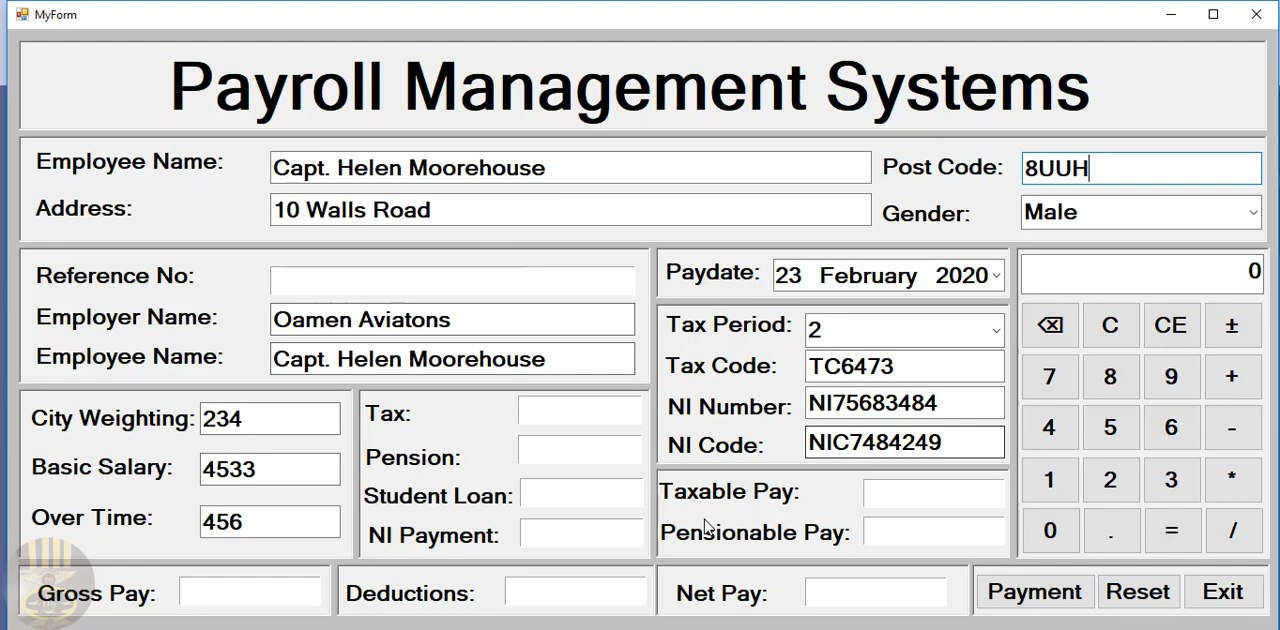 MyForm
Payroll Management Systems
Employee Name: Capt. Helen Moorehouse Post Code: 8UUH
Address: 10 Walls Road Gender: Male
Reference No:
Employer Name: Oamen Aviatons
Employee Name: Capt. Helen Moorehouse
Paydate: 23 February 2020
Tax Period: 2
Tax Code: TC6473
NI Number: NI75683484
NI Code: NIC7484249
0
C CE ±
7 8 9 +
4 5 6 -
1 2 3 *
0 . = /
City Weighting: 234
Basic Salary: 4533
Over Time: 456
Tax:
Pension:
Student Loan:
NI Payment:
Taxable Pay:
Pensionable Pay:
Gross Pay: Deductions: Net Pay: Payment Reset Exit